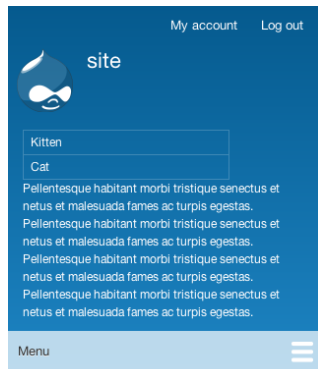 My account Log out
site
Kitten
Cat
Pellentesque habitant morbi tristique senectus et
netus et malesuada fames ac turpis egestas.
Pellentesque habitant morbi tristique senectus et
netus et malesuada fames ac turpis egestas.
Pellentesque habitant morbi tristique senectus et
netus et malesuada fames ac turpis egestas.
Pellentesque habitant morbi tristique senectus et
netus et malesuada fames ac turpis egestas.
Menu